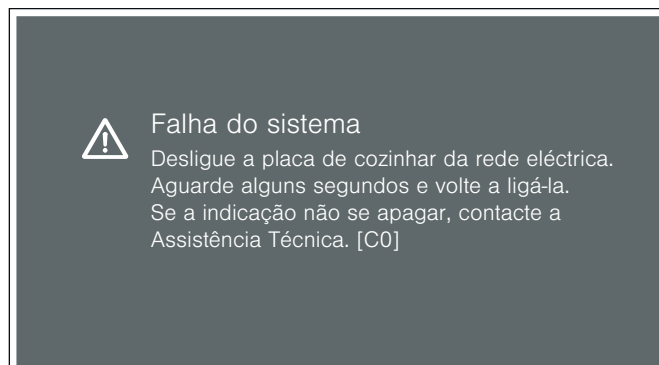 Falha do sistema
Desligue a placa de cozinhar da rede eléctrica.
Aguarde alguns segundos e volte a ligá-la.
Se a indicação não se apagar, contacte a
Assistência Técnica. [C0]